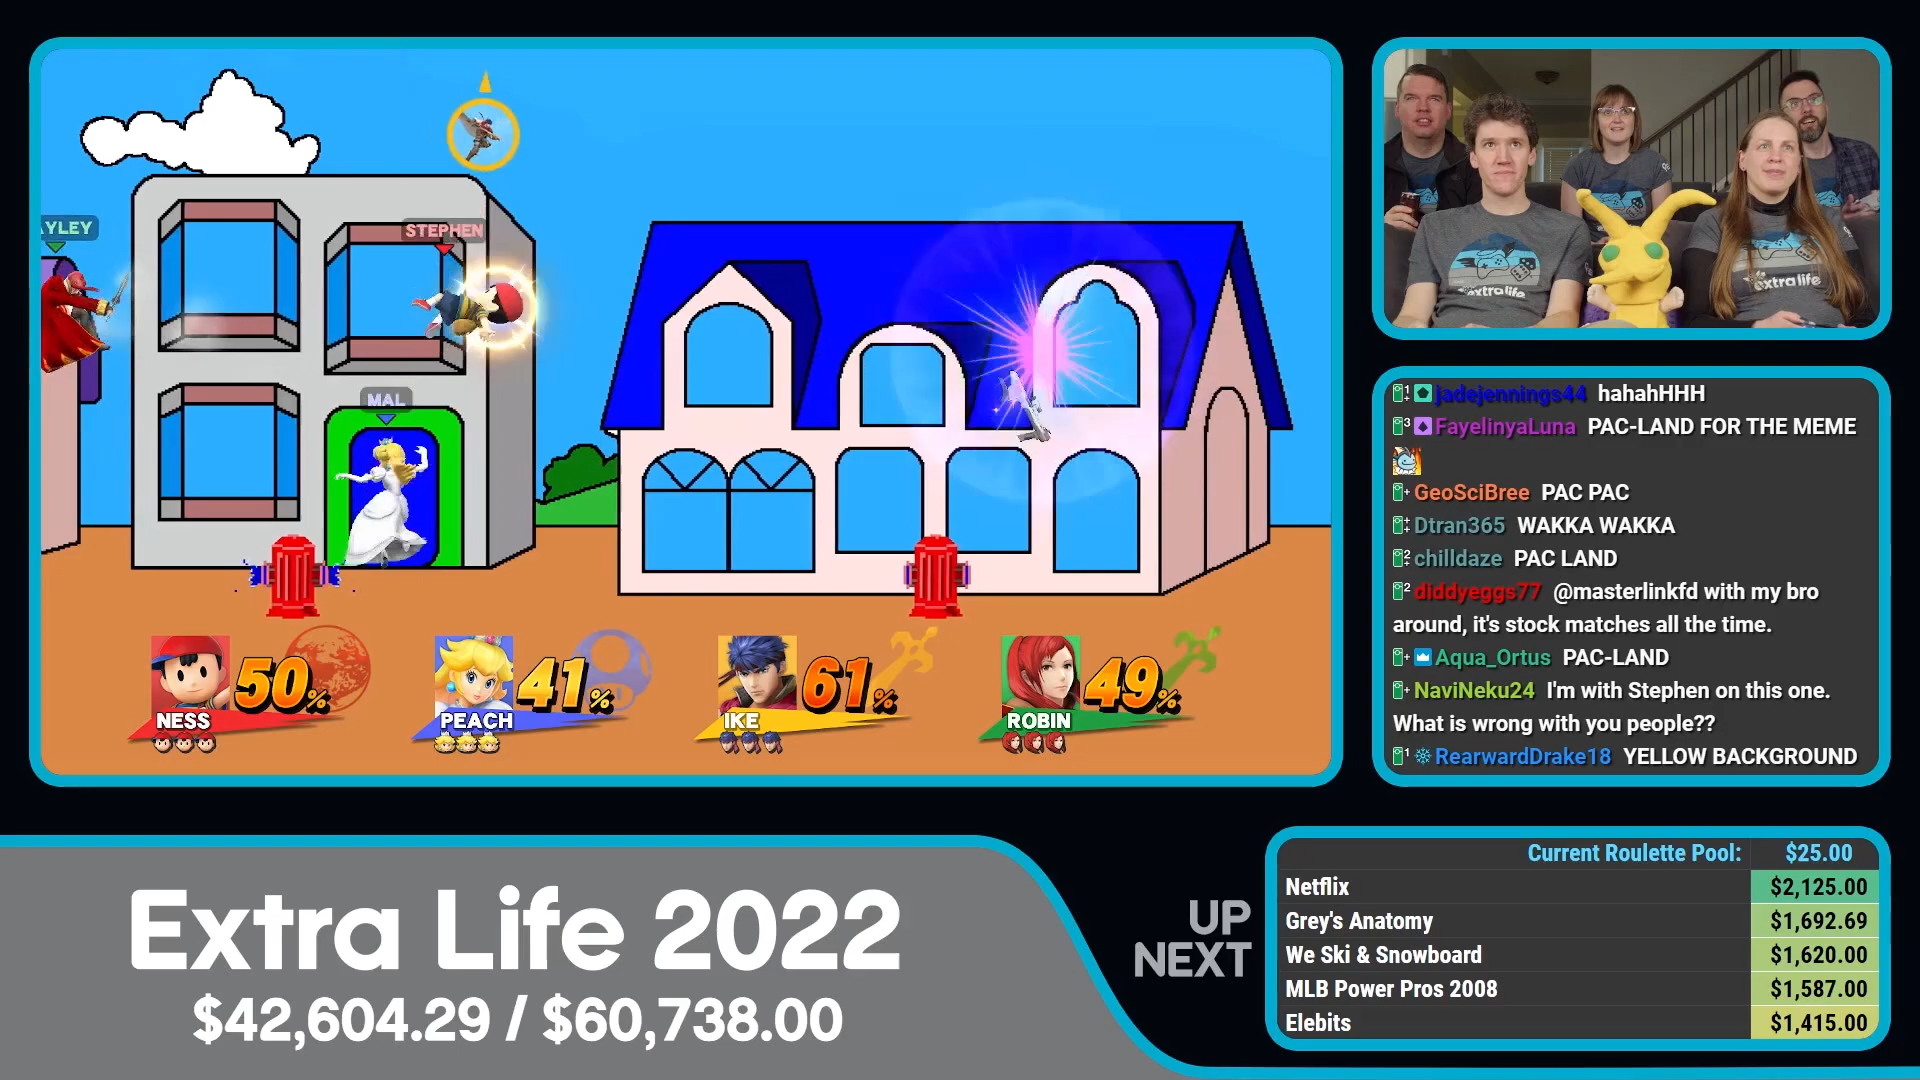 AYLEY
STEPHEN
MAL
50%
NESS
41%
PEACH
61%
IKE
49%
ROBIN
extralife
extralife
jadejennings44 hahahHHH
FayelinyaLuna PAC-LAND FOR THE MEME
GeoSciBree PAC PAC
Dtran365 WAKKA WAKKA
chilldaze PAC LAND
diddyeggs77 @masterlinkfd with my bro
around, it's stock matches all the time.
Aqua_Ortus PAC-LAND
NaviNeku24 I'm with Stephen on this one.
What is wrong with you people??
RearwardDrake18 YELLOW BACKGROUND
Extra Life 2022
$42,604.29 / $60,738.00
UP
NEXT
Current Roulette Pool: $25.00
Netflix $2,125.00
Grey's Anatomy $1,692.69
We Ski & Snowboard $1,620.00
MLB Power Pros 2008 $1,587.00
Elebits $1,415.00